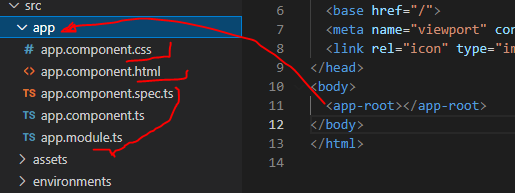 src
app
# app.component.css
<> app.component.html
TS app.component.spec.ts
TS app.component.ts
TS app.module.ts
assets
environments
6 <base href="/">
7 <meta name="viewport" con
8 <link rel="icon" type="im
9 </head>
10 <body>
11 <app-root></app-root>
12 </body>
13 </html>
14